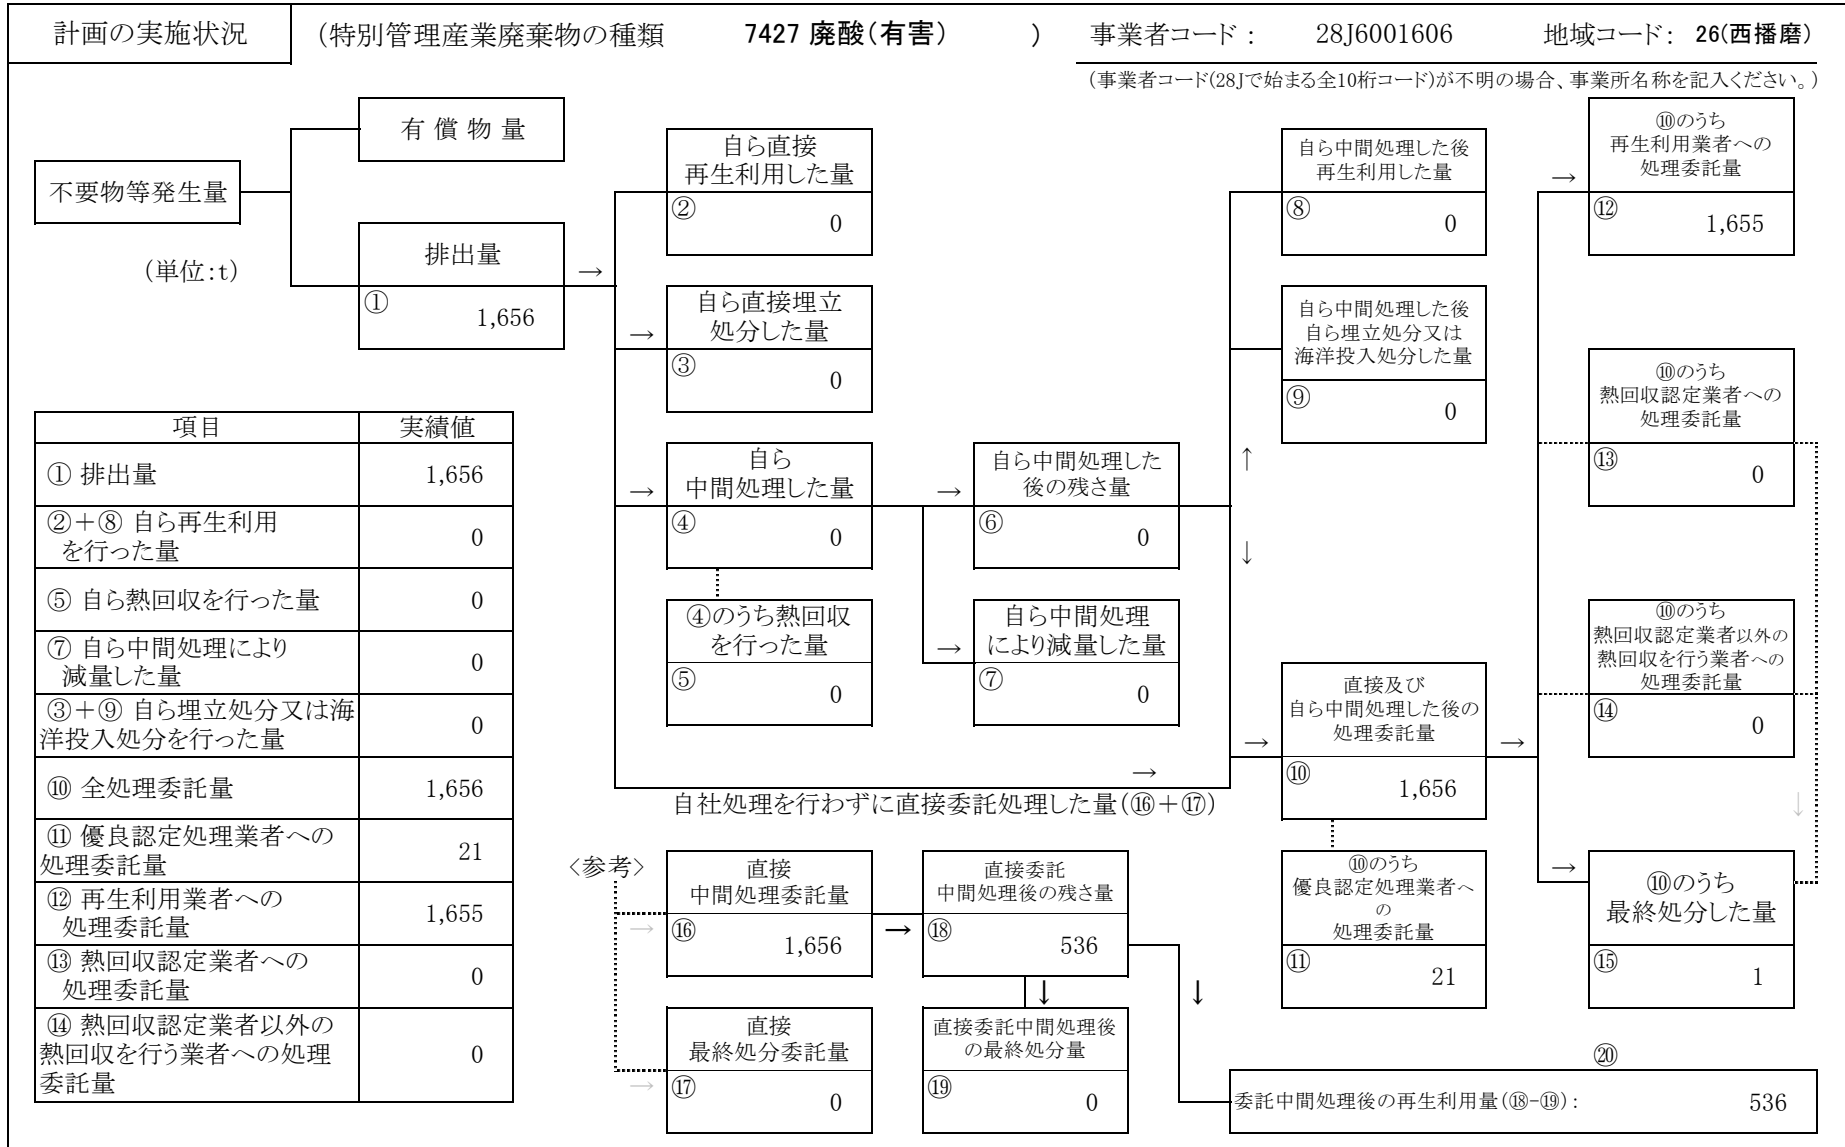 計画の実施状況
(特別管理産業廃棄物の種類 7427 廃酸(有害) )
事業者コード : 28J6001606
地域コード: 26(西播磨)
(事業者コード(28Jで始まる全10桁コード)が不明の場合、事業所名称を記入ください。)
不要物等発生量
(単位:t)
有 償 物 量
排出量
① 1,656
→
自ら直接
再生利用した量
② 0
→
自ら直接埋立
処分した量
③ 0
→
自ら
中間処理した量
④ 0
④のうち熱回収
を行った量
⑤ 0
→
自ら中間処理した
後の残さ量
⑥ 0
→
自ら中間処理
により減量した量
⑦ 0
自ら中間処理した後
再生利用した量
⑧ 0
自ら中間処理した後
自ら埋立処分又は
海洋投入処分した量
⑨ 0
↑
↓
→
直接及び
自ら中間処理した後の
処理委託量
⑩ 1,656
→
⑩のうち
優良認定処理業者へ
の
処理委託量
⑪ 21
→
⑩のうち
再生利用業者への
処理委託量
⑫ 1,655
⑩のうち
熱回収認定業者への
処理委託量
⑬ 0
⑩のうち
熱回収認定業者以外の
熱回収を行う業者への
処理委託量
⑭ 0
↓
→
⑩のうち
最終処分した量
⑮ 1
→
自社処理を行わずに直接委託処理した量(⑯+⑰)
<参考>
→
直接
中間処理委託量
⑯ 1,656
→
直接
最終処分委託量
⑰ 0
→
直接委託
中間処理後の残さ量
⑱ 536
↓
直接委託中間処理後
の最終処分量
⑲ 0
↓
⑳
委託中間処理後の再生利用量(⑱-⑲) : 536
項目 実績値
① 排出量 1,656
②+⑧ 自ら再生利用
を行った量 0
⑤ 自ら熱回収を行った量 0
⑦ 自ら中間処理により
減量した量 0
③+⑨ 自ら埋立処分又は海
洋投入処分を行った量 0
⑩ 全処理委託量 1,656
⑪ 優良認定処理業者への
処理委託量 21
⑫ 再生利用業者への
処理委託量 1,655
⑬ 熱回収認定業者への
処理委託量 0
⑭ 熱回収認定業者以外の
熱回収を行う業者への処理
委託量 0